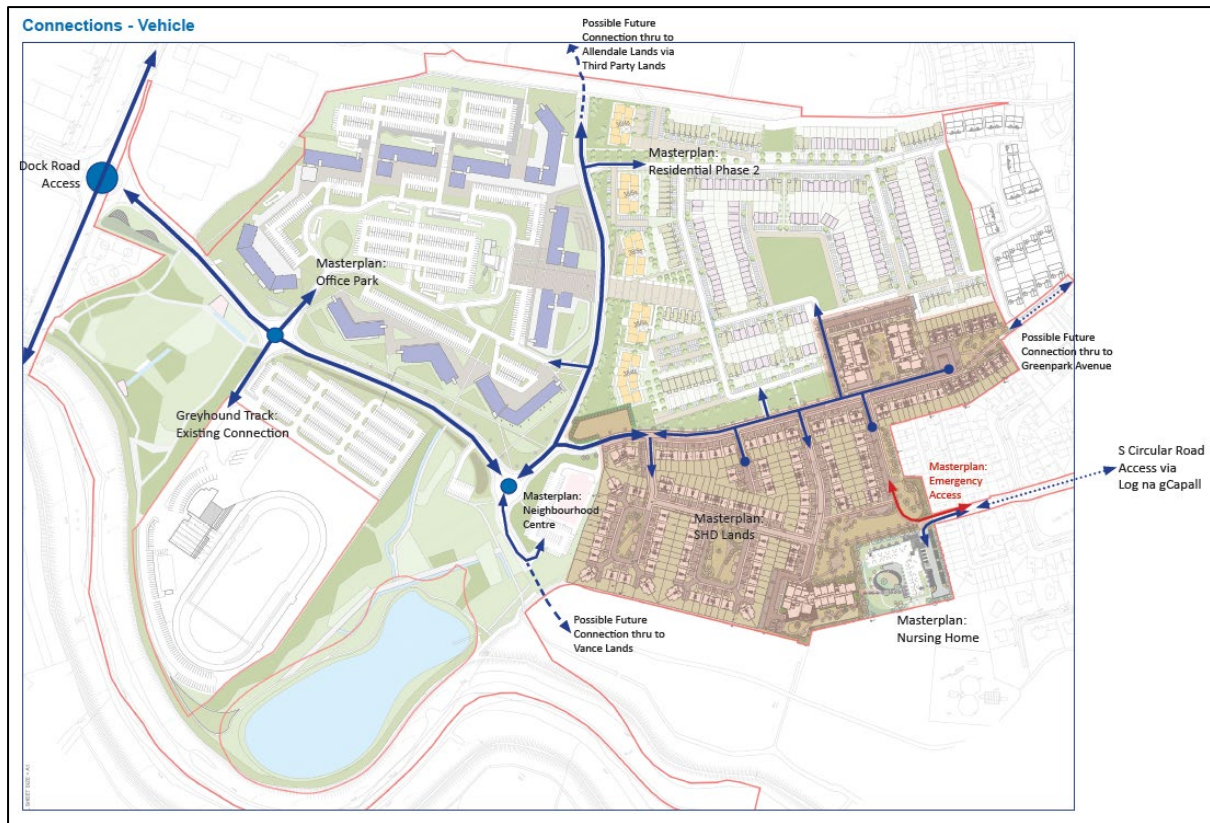 Connections - Vehicle
Possible Future
Connection thru to
Allendale Lands via
Third Party Lands
Dock Road
Access
Masterplan:
Residential Phase 2
Masterplan:
Office Park
Possible Future
Connection thru to
Greenpark Avenue
Greyhound Track:
Existing Connection
S Circular Road
Access via
Log na gCapall
Masterplan:
Emergency
Access
Masterplan:
Neighbourhood
Centre
Masterplan:
SHD Lands
Masterplan:
Nursing Home
Possible Future
Connection thru to
Vance Lands